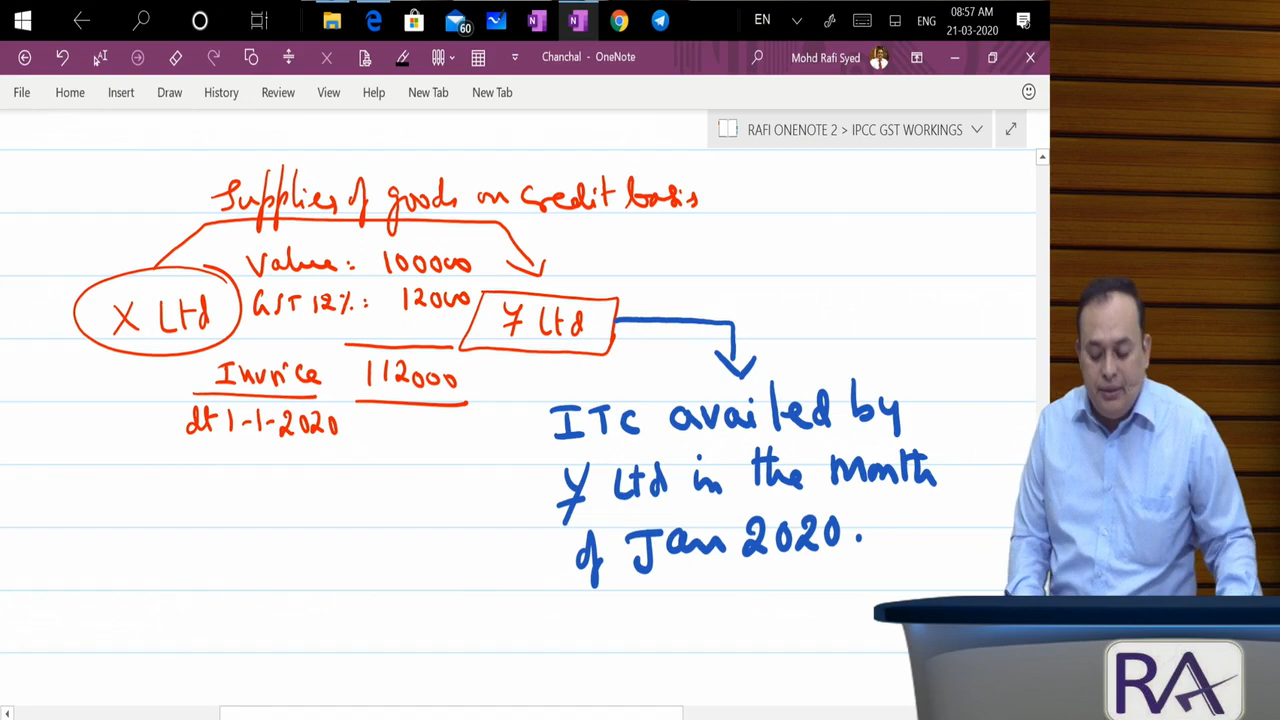 08:57 AM
EN
ENG
21-03-2020
60
Chanchal - OneNote
Mohd Rafi Syed
File Home Insert Draw History Review View Help New Tab New Tab
RAFI ONENOTE 2 > IPCC GST WORKINGS
Supplies of goods on credit basis
Value: 100000
X Ltd
GST 12%: 12000
Y Ltd
Invoice 112000
dt 1-1-2020
ITC availed by
Y Ltd in the month
of Jan 2020.
RA